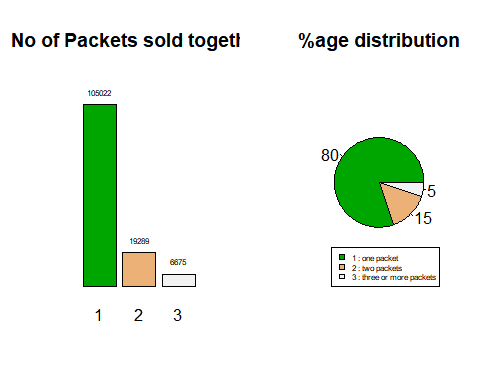 No of Packets sold togeth
%age distribution
105022
19289
6675
1 2 3
80
5
15
1 : one packet
2 : two packets
3 : three or more packets